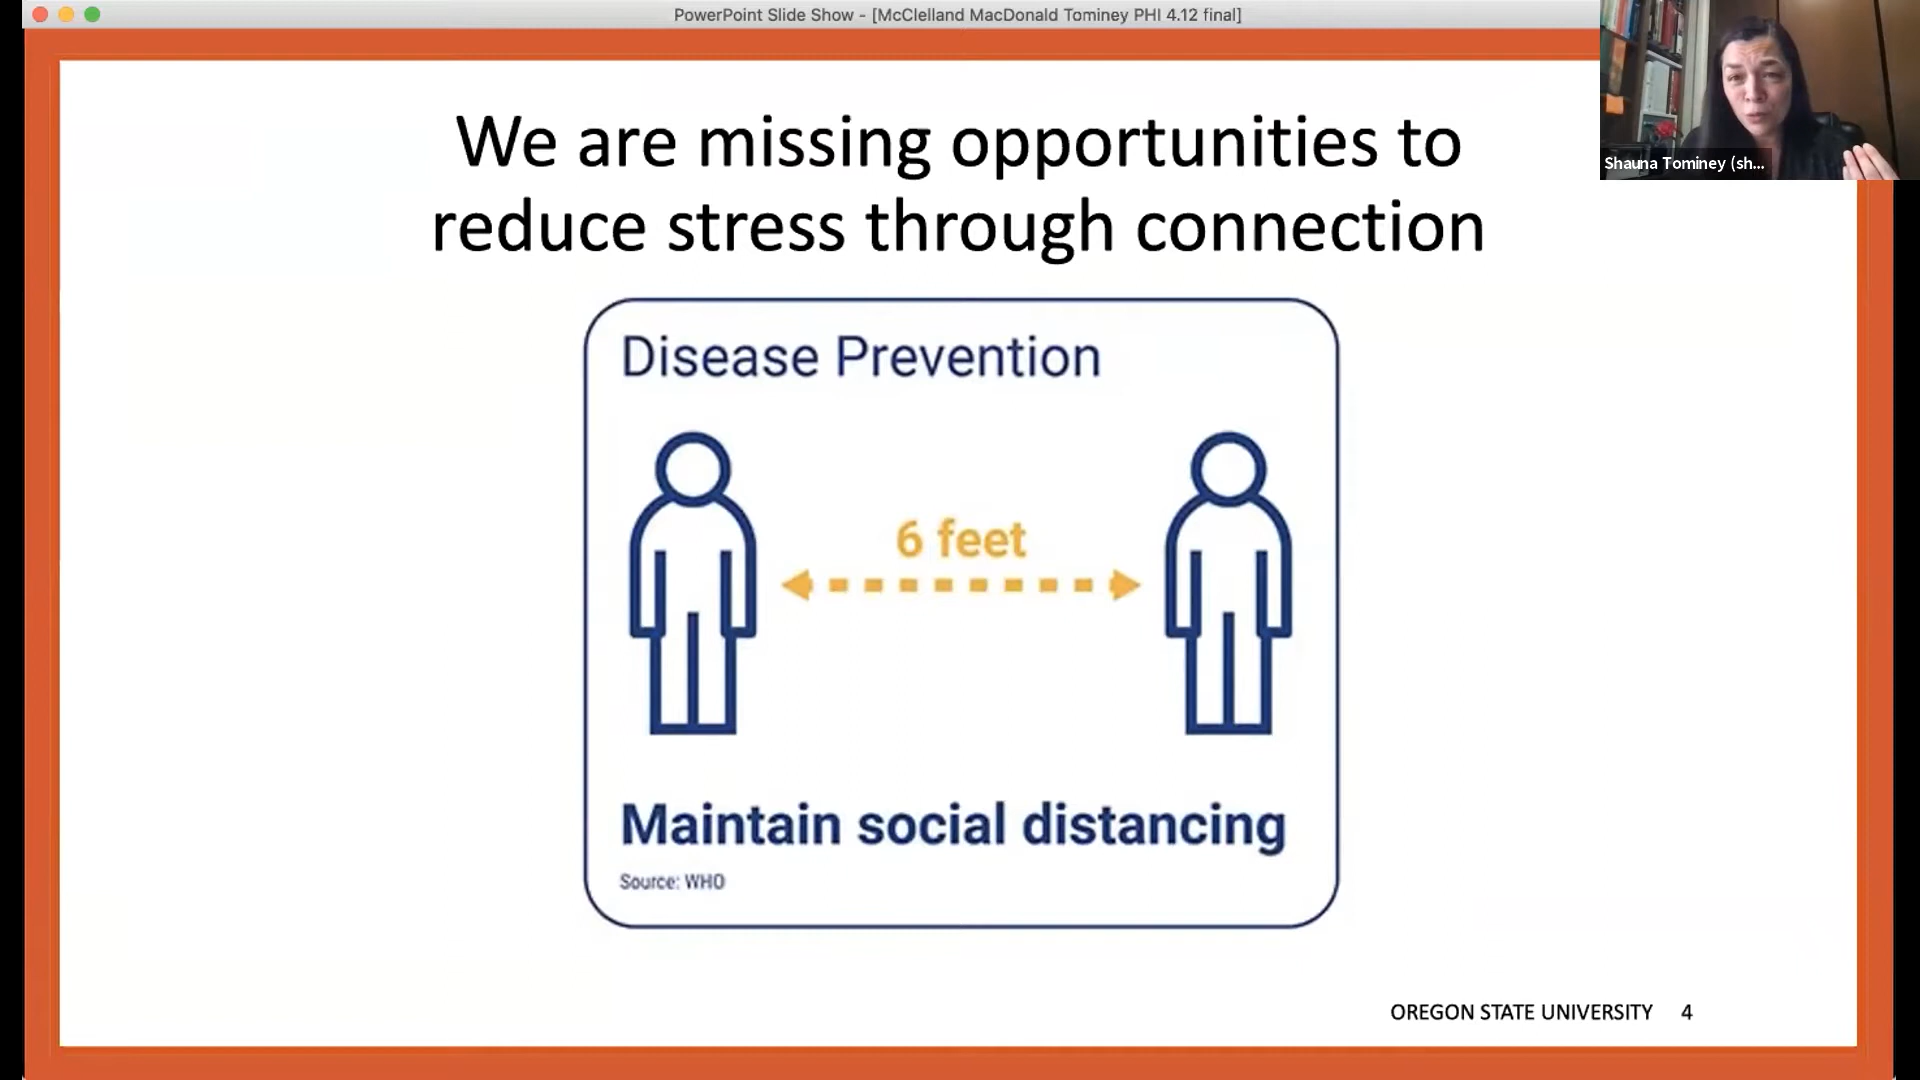 PowerPoint Slide Show - [McClelland MacDonald Tominey PHI 4.12 final]
Shauna Tominey (sh...
We are missing opportunities to
reduce stress through connection
Disease Prevention
6 feet
Maintain social distancing
Source: WHO
OREGON STATE UNIVERSITY 4